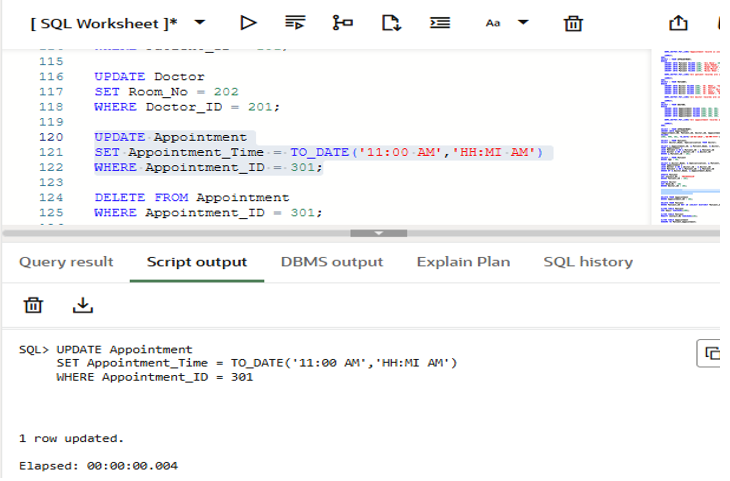 [ SQL Worksheet ]*
Aa
115
116 UPDATE Doctor
117 SET Room_No = 202
118 WHERE Doctor_ID = 201;
119
120 UPDATE Appointment
121 SET Appointment_Time = TO_DATE('11:00 AM','HH:MI AM')
122 WHERE Appointment_ID = 301;
123
124 DELETE FROM Appointment
125 WHERE Appointment_ID = 301;
Query result Script output DBMS output Explain Plan SQL history
SQL> UPDATE Appointment
SET Appointment_Time = TO_DATE('11:00 AM','HH:MI AM')
WHERE Appointment_ID = 301
1 row updated.
Elapsed: 00:00:00.004